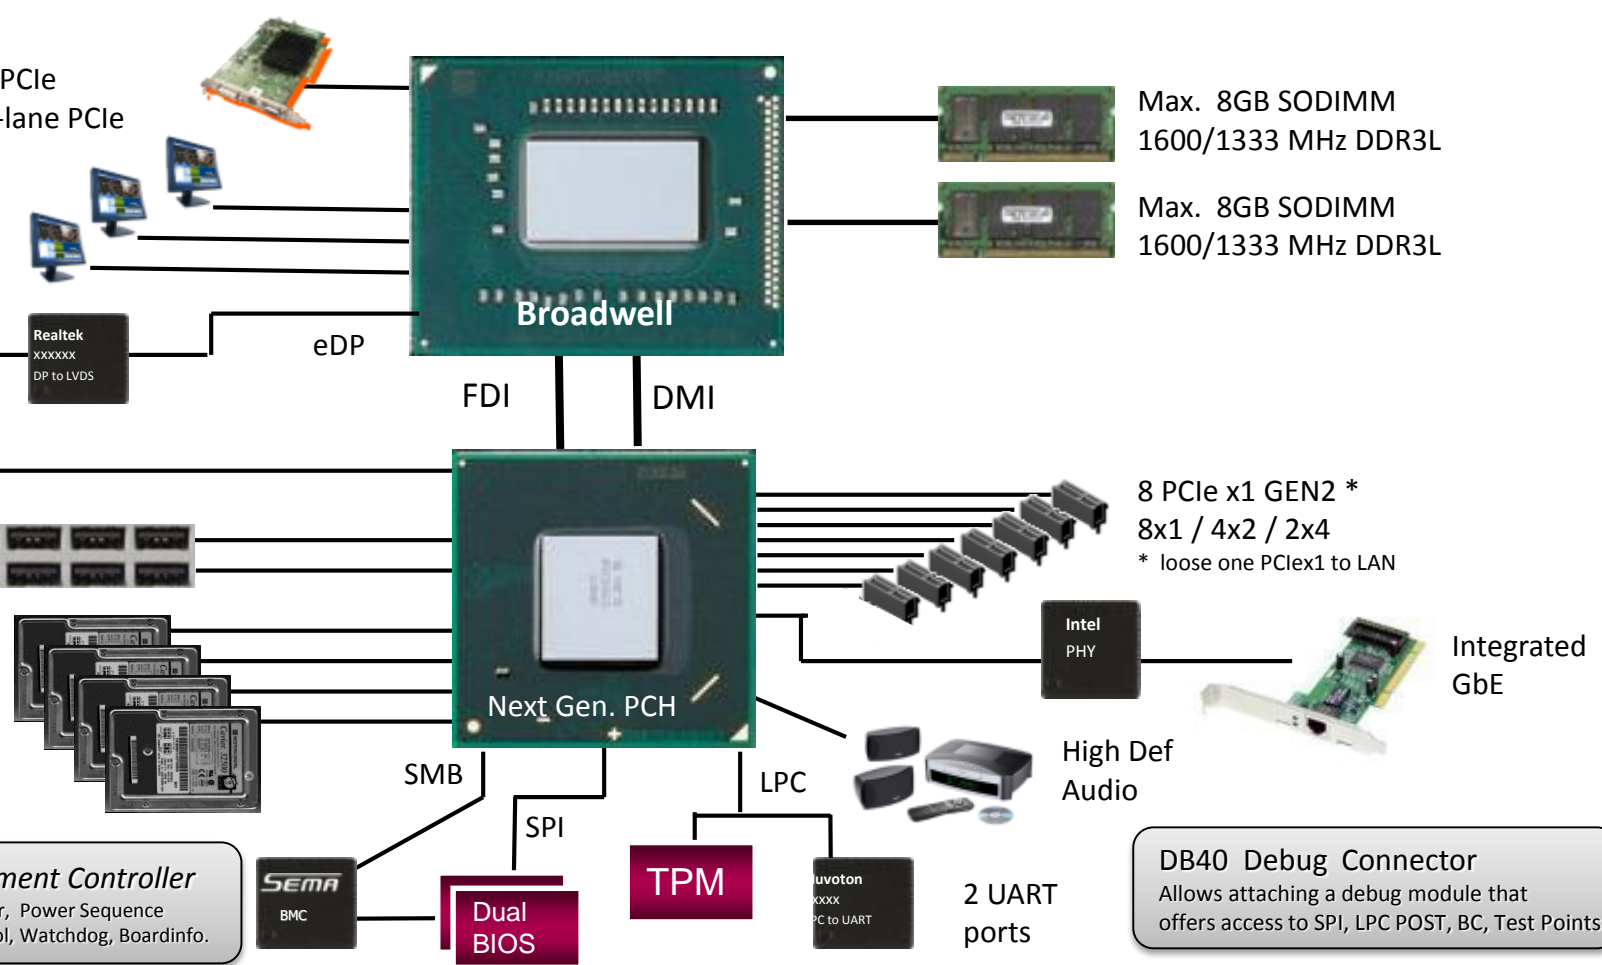 PCIe
-lane PCIe
Max. 8GB SODIMM
1600/1333 MHz DDR3L
Max. 8GB SODIMM
1600/1333 MHz DDR3L
Broadwell
Realtek
xxxxxx
DP to LVDS
eDP
FDI
DMI
8 PCIe x1 GEN2 *
8x1 / 4x2 / 2x4
* loose one PCIex1 to LAN
Intel
PHY
Integrated
GbE
Next Gen. PCH
High Def
Audio
SMB
SPI
LPC
ment Controller
r, Power Sequence
ol, Watchdog, Boardinfo.
SEMA
BMC
Dual
BIOS
TPM
uvoton
xxxx
PC to UART
2 UART
ports
DB40 Debug Connector
Allows attaching a debug module that
offers access to SPI, LPC POST, BC, Test Points